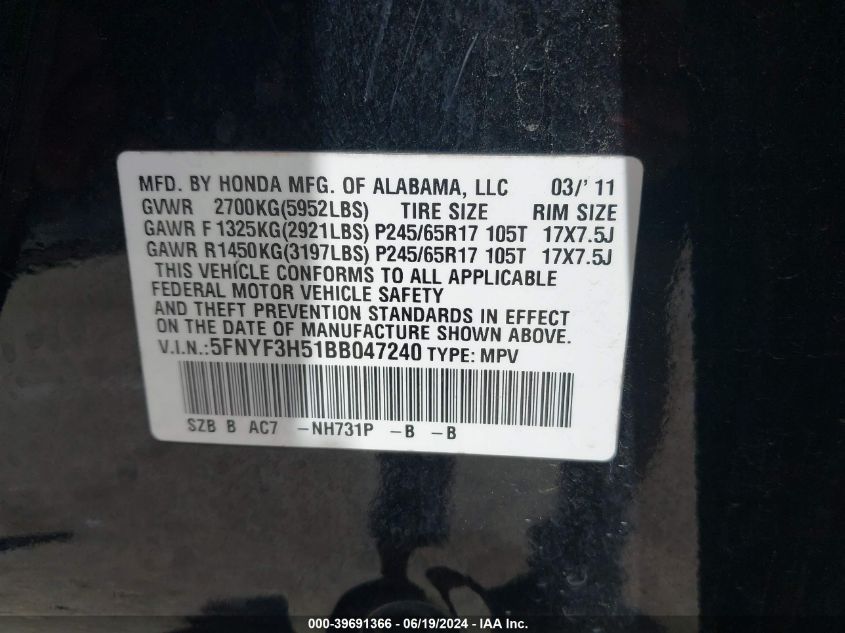 MFD. BY HONDA MFG. OF ALABAMA, LLC 03/' 11
GVWR 2700KG(5952LBS) TIRE SIZE RIM SIZE
GAWR F 1325KG(2921LBS) P245/65R17 105T 17X7.5J
GAWR R1450KG(3197LBS) P245/65R17 105T 17X7.5J
THIS VEHICLE CONFORMS TO ALL APPLICABLE
FEDERAL MOTOR VEHICLE SAFETY
AND THEFT PREVENTION STANDARDS IN EFFECT
ON THE DATE OF MANUFACTURE SHOWN ABOVE.
V.I.N.:5FNYF3H51BB047240 TYPE: MPV
SZB B AC7 -NH731P -B -B
000-39691366 - 06/19/2024 - IAA Inc.